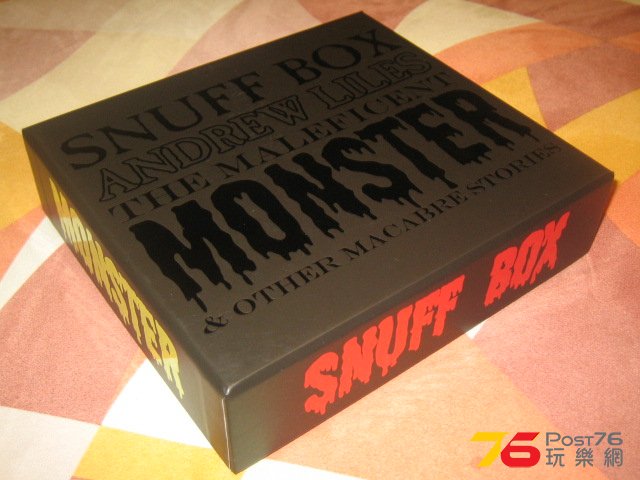 SNUFF BOX
ANDREW LILES
THE MALEFICENT
MONSTER
& OTHER MACABRE STORIES
MONSTER
SNUFF BOX
76 POST76
玩樂網